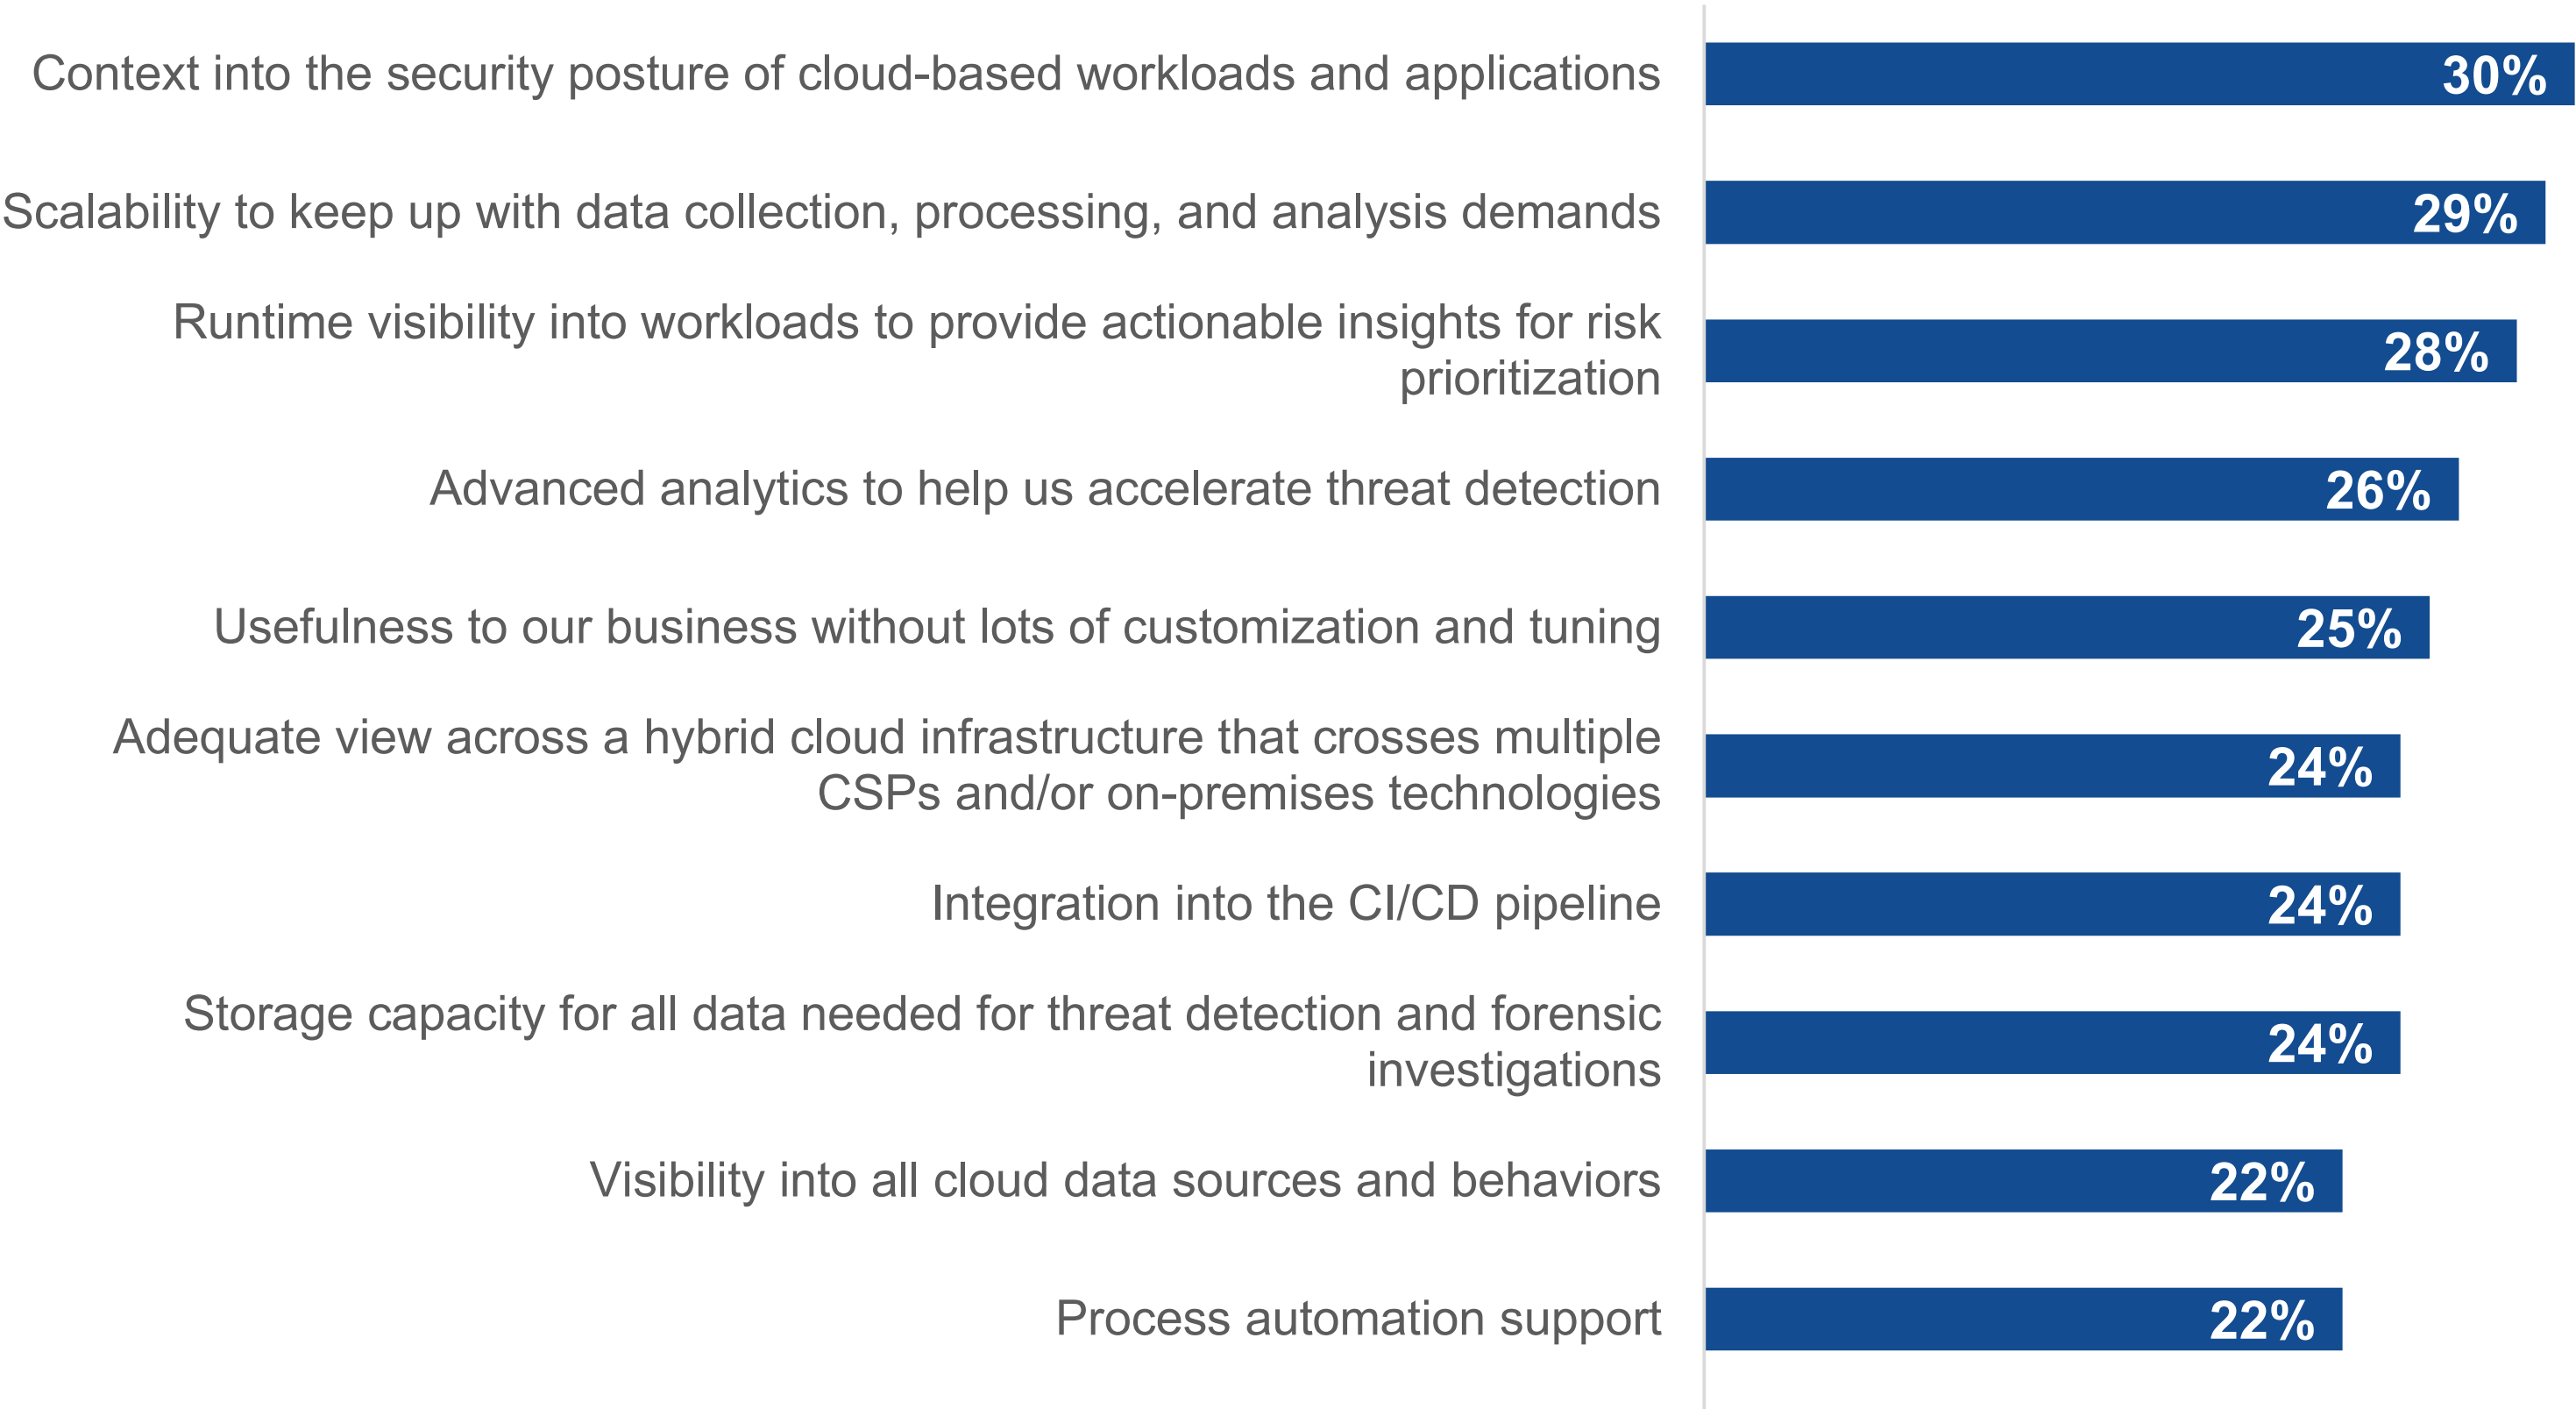 Context into the security posture of cloud-based workloads and applications
30%
Scalability to keep up with data collection, processing, and analysis demands
29%
Runtime visibility into workloads to provide actionable insights for risk
prioritization
28%
Advanced analytics to help us accelerate threat detection
26%
Usefulness to our business without lots of customization and tuning
25%
Adequate view across a hybrid cloud infrastructure that crosses multiple
CSPs and/or on-premises technologies
24%
Integration into the CI/CD pipeline
24%
Storage capacity for all data needed for threat detection and forensic
investigations
24%
Visibility into all cloud data sources and behaviors
22%
Process automation support
22%